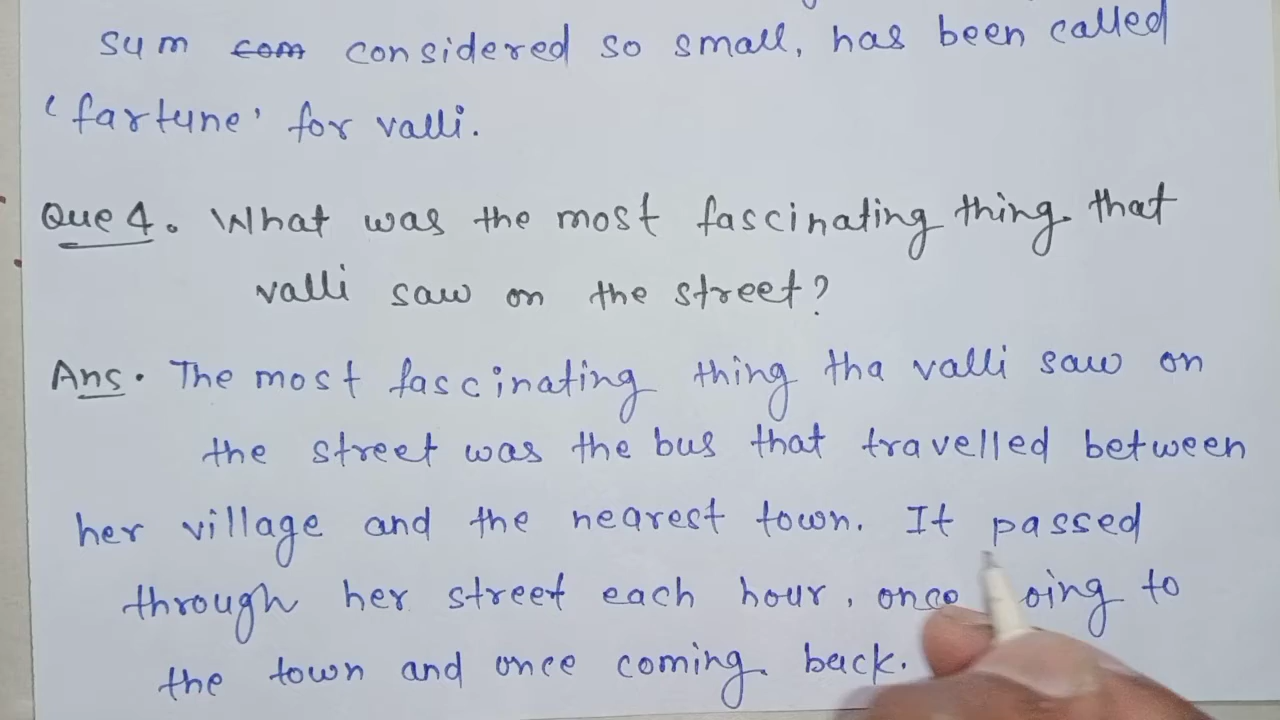 sum com considered so small, has been called
'fartune' for valli.
Que 4. What was the most fascinating thing that
valli saw on the street?
Ans. The most fascinating thing tha valli saw on
the street was the bus that travelled between
her village and the nearest town. It passed
through her street each hour, once oing to
the town and once coming back.